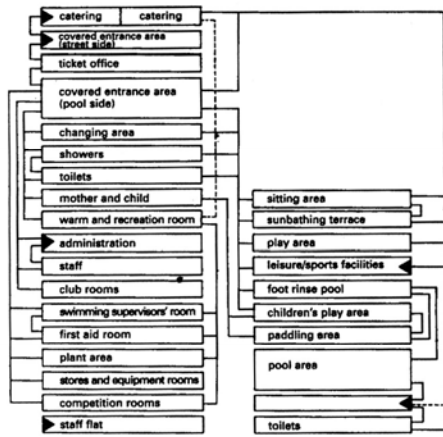 catering catering
covered entrance area
(street side)
ticket office
covered entrance area
(pool side)
changing area
showers
toilets
mother and child
warm and recreation room
administration
staff
club rooms
swimming supervisors' room
first aid room
plant area
stores and equipment rooms
competition rooms
staff flat
sitting area
sunbathing terrace
play area
leisure/sports facilities
foot rinse pool
children's play area
paddling area
pool area
toilets